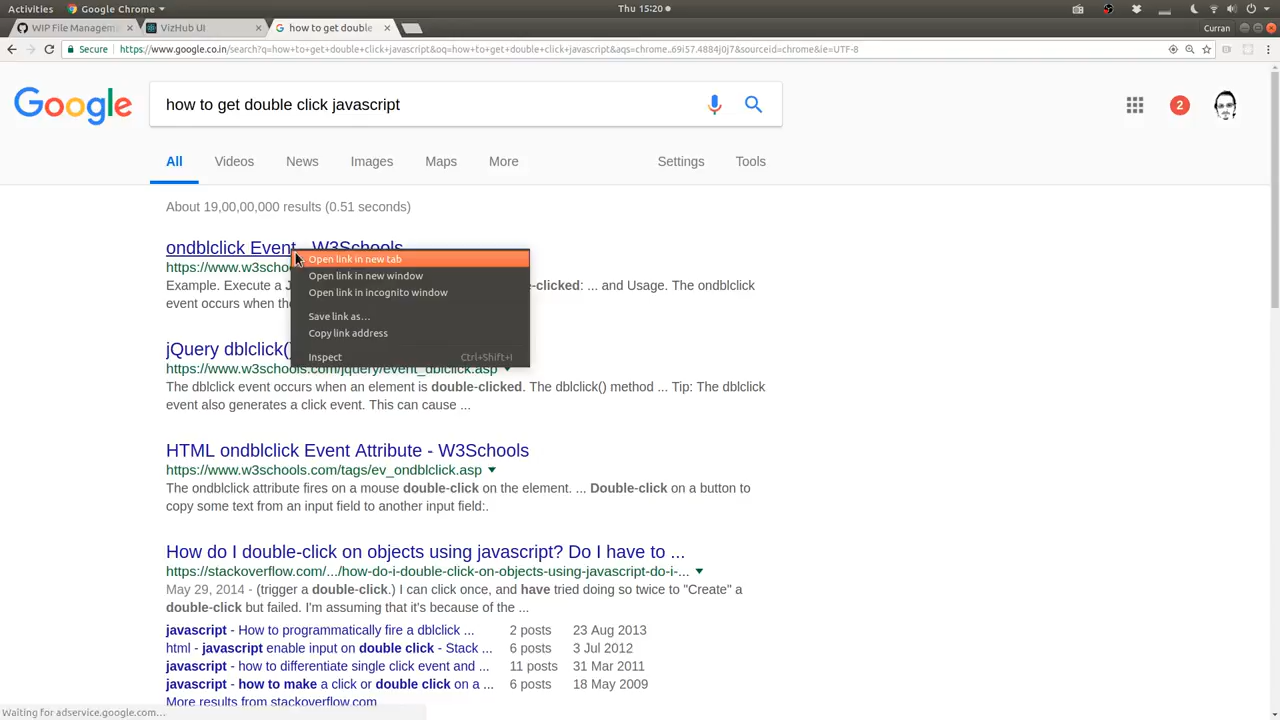 Activities Google Chrome Thu 15:20
WIP File Managem
VizHub UI
how to get double
Curran
Secure https://www.google.co.in/search?q=how+to+get+double+click+javascript&oq=how+to+get+double+click+javascript&aqs=chrome..69i57.4884j0j7&sourceid=chrome&ie=UTF-8
Google
how to get double click javascript
2
All Videos News Images Maps More Settings Tools
About 19,00,00,000 results (0.51 seconds)
ondblclick Event - W3Schools
https://www.w3scho
Example. Execute a J e-clicked: ... and Usage. The ondblclick
event occurs when the
Open link in new tab
Open link in new window
Open link in incognito window
Save link as...
Copy link address
Inspect Ctrl+Shift+I
jQuery dblclick()
https://www.w3schools.com/jquery/event_dblclick.asp
The dblclick event occurs when an element is double-clicked. The dblclick() method ... Tip: The dblclick
event also generates a click event. This can cause ...
HTML ondblclick Event Attribute - W3Schools
https://www.w3schools.com/tags/ev_ondblclick.asp
The ondblclick attribute fires on a mouse double-click on the element. ... Double-click on a button to
copy some text from an input field to another input field:.
How do I double-click on objects using javascript? Do I have to ...
https://stackoverflow.com/.../how-do-i-double-click-on-objects-using-javascript-do-i-...
May 29, 2014 - (trigger a double-click.) I can click once, and have tried doing so twice to "Create" a
double-click but failed. I'm assuming that it's because of the ...
javascript - How to programmatically fire a dblclick ... 2 posts 23 Aug 2013
html - javascript enable input on double click - Stack ... 6 posts 3 Jul 2012
javascript - how to differentiate single click event and ... 11 posts 31 Mar 2011
javascript - how to make a click or double click on a ... 6 posts 18 May 2009
More results from stackoverflow.com
Waiting for adservice.google.com...